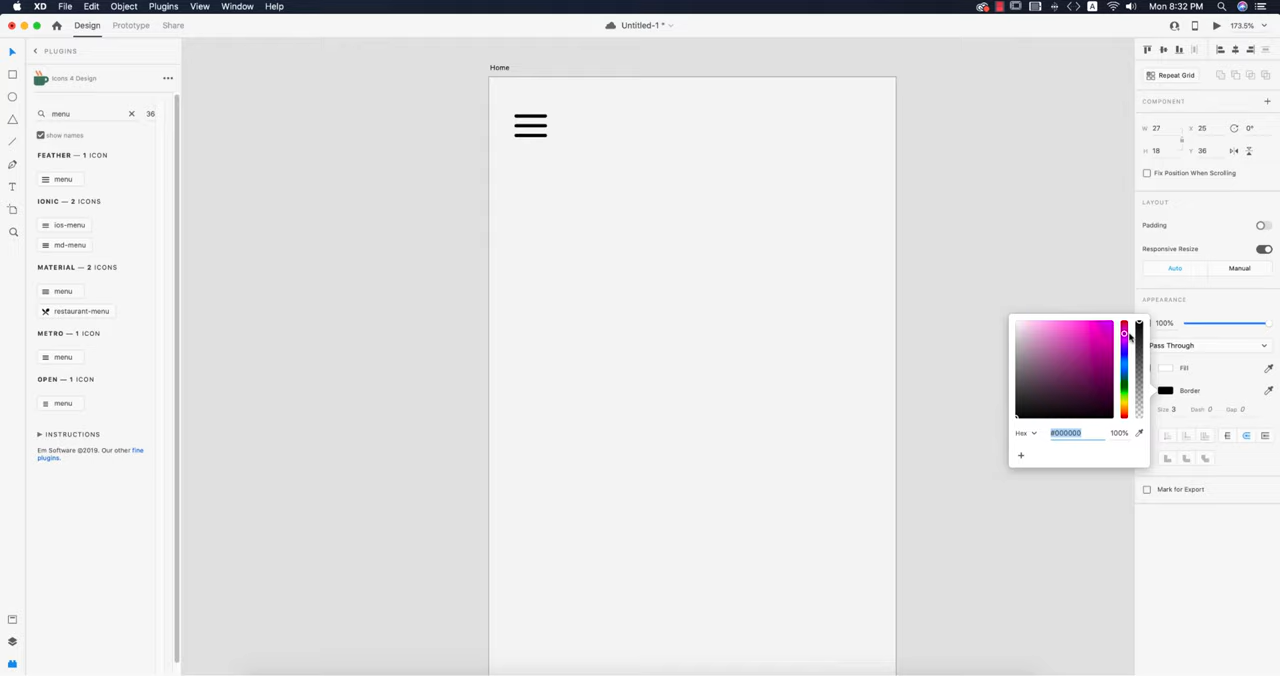 XD File Edit Object Plugins View Window Help A Mon 8:32 PM
Design Prototype Share Untitled-1 * 173.5%
PLUGINS
Icons 4 Design
menu 36
show names
FEATHER — 1 ICON
menu
IONIC — 2 ICONS
ios-menu
md-menu
MATERIAL — 2 ICONS
menu
restaurant-menu
METRO — 1 ICON
menu
OPEN — 1 ICON
menu
INSTRUCTIONS
Em Software ©2019. Our other fine
plugins.
Home
Repeat Grid
COMPONENT
W 27 X 25 0°
H 18 Y 36
Fix Position When Scrolling
LAYOUT
Padding
Responsive Resize
Auto Manual
APPEARANCE
100%
Pass Through
Fill
Border
Size 3 Dash 0 Gap 0
Hex #000000 100%
Mark for Export